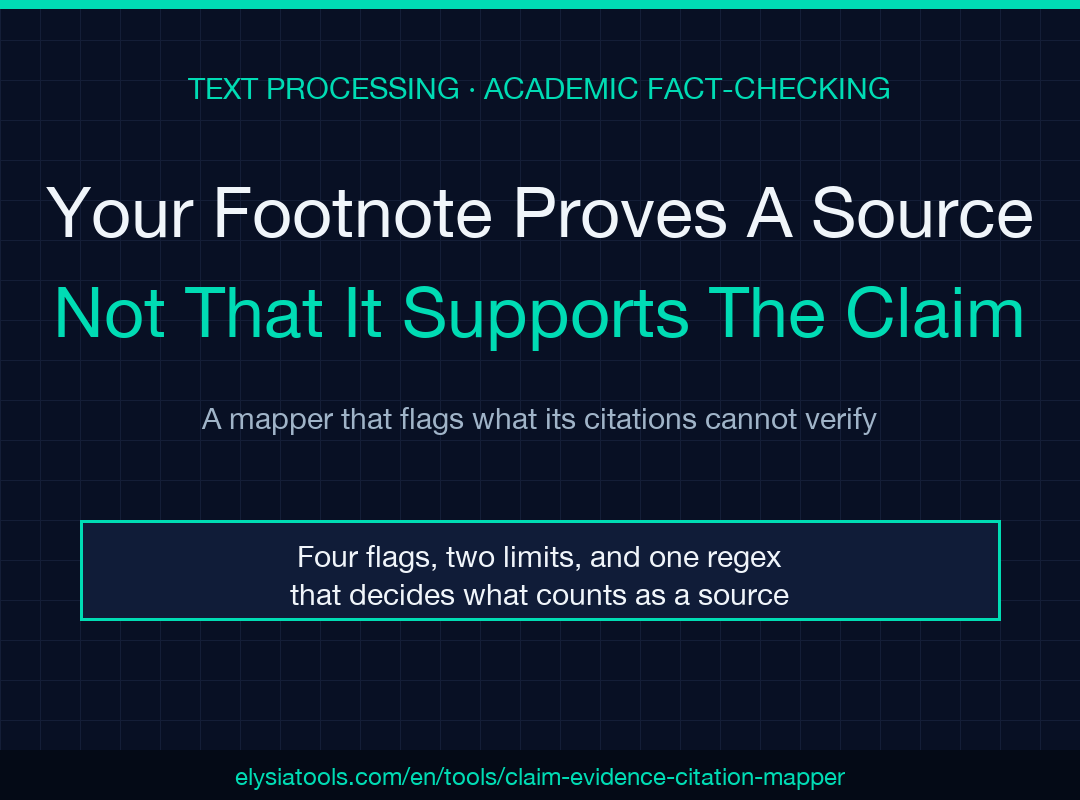 TEXT PROCESSING · ACADEMIC FACT-CHECKING
Your Footnote Proves A Source
Not That It Supports The Claim
A mapper that flags what its citations cannot verify
Four flags, two limits, and one regex
that decides what counts as a source
elysiatools.com/en/tools/claim-evidence-citation-mapper